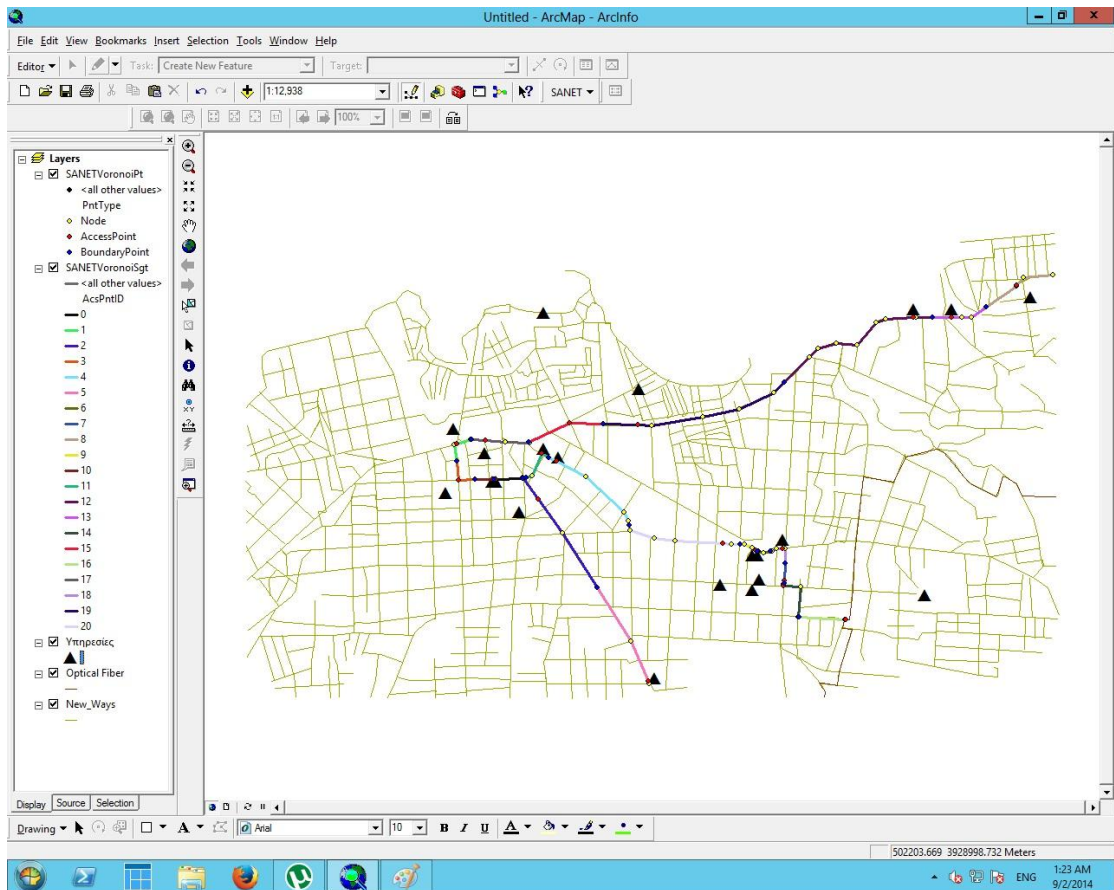 Untitled - ArcMap - ArcInfo
File Edit View Bookmarks Insert Selection Tools Window Help
Editor Task: Create New Feature Target:
1:12,938 SANET
100%
Layers
SANETVoronoiPt
<all other values>
PntType
Node
AccessPoint
BoundaryPoint
SANETVoronoiSgt
<all other values>
AcsPntID
0
1
2
3
4
5
6
7
8
9
10
11
12
13
14
15
16
17
18
19
20
Υπηρεσίες
Optical Fiber
New_Ways
Display Source Selection
Drawing A Arial 10 B I U A
502203.669 3928998.732 Meters
ENG 1:23 AM
9/2/2014